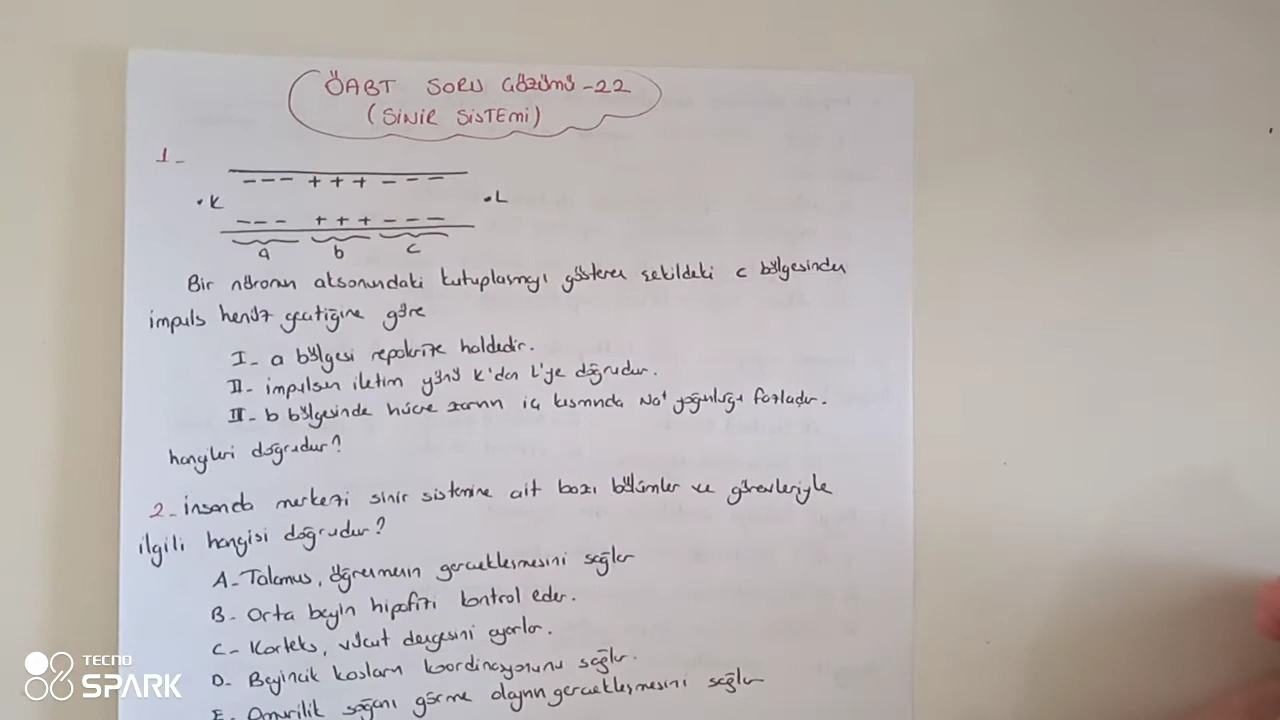 ÖABT SORU ÇÖZÜMÜ -22
(SİNİR SİSTEMİ)
1-
--- +++ ---
• K • L
--- +++ ---
a b c
Bir nöronun aksonundaki kutuplaşmayı gösteren şekildeki c bölgesinden
impuls henüz geçtiğine göre
I- a bölgesi repolarize haldedir.
II- impulsun iletim yönü K'dan L'ye doğrudur.
III- b bölgesinde hücre zarının iç kısmında Na+ yoğunluğu fazladır.
hangileri doğrudur?
2- İnsanda merkezi sinir sistemine ait bazı bölümler ve görevleriyle
ilgili hangisi doğrudur?
A- Talamus, öğrenmenin gerçekleşmesini sağlar
B- Orta beyin hipofizi kontrol eder.
C- Korteks, vücut dengesini ayarlar.
D- Beyincik kasların koordinasyonunu sağlar.
E- Omurilik soğanı görme olayının gerçekleşmesini sağlar
TECNO
SPARK